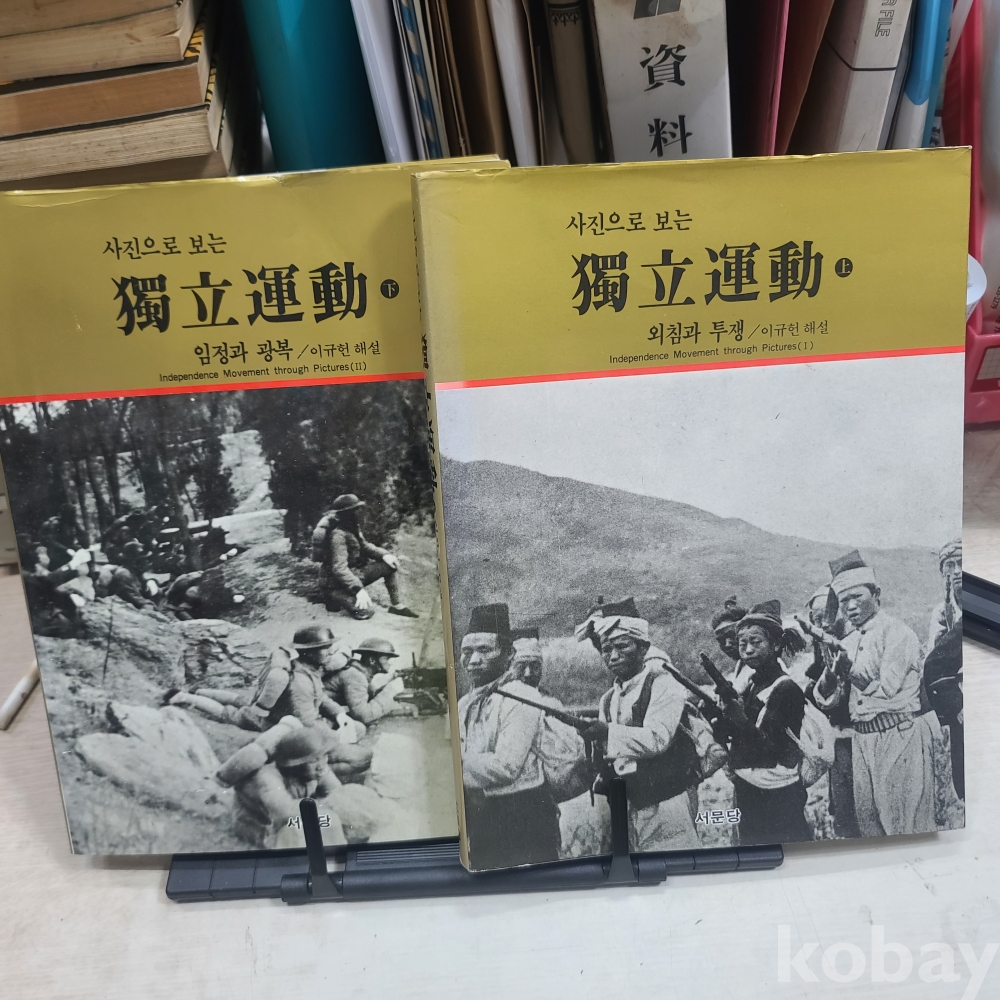 資料
R FILE
사진으로 보는
獨立運動 下
임정과 광복 / 이규헌 해설
Independence Movement through Pictures(II)
사진으로 보는
獨立運動 上
외침과 투쟁 / 이규헌 해설
Independence Movement through Pictures(I)
서 당
서문당
kobay